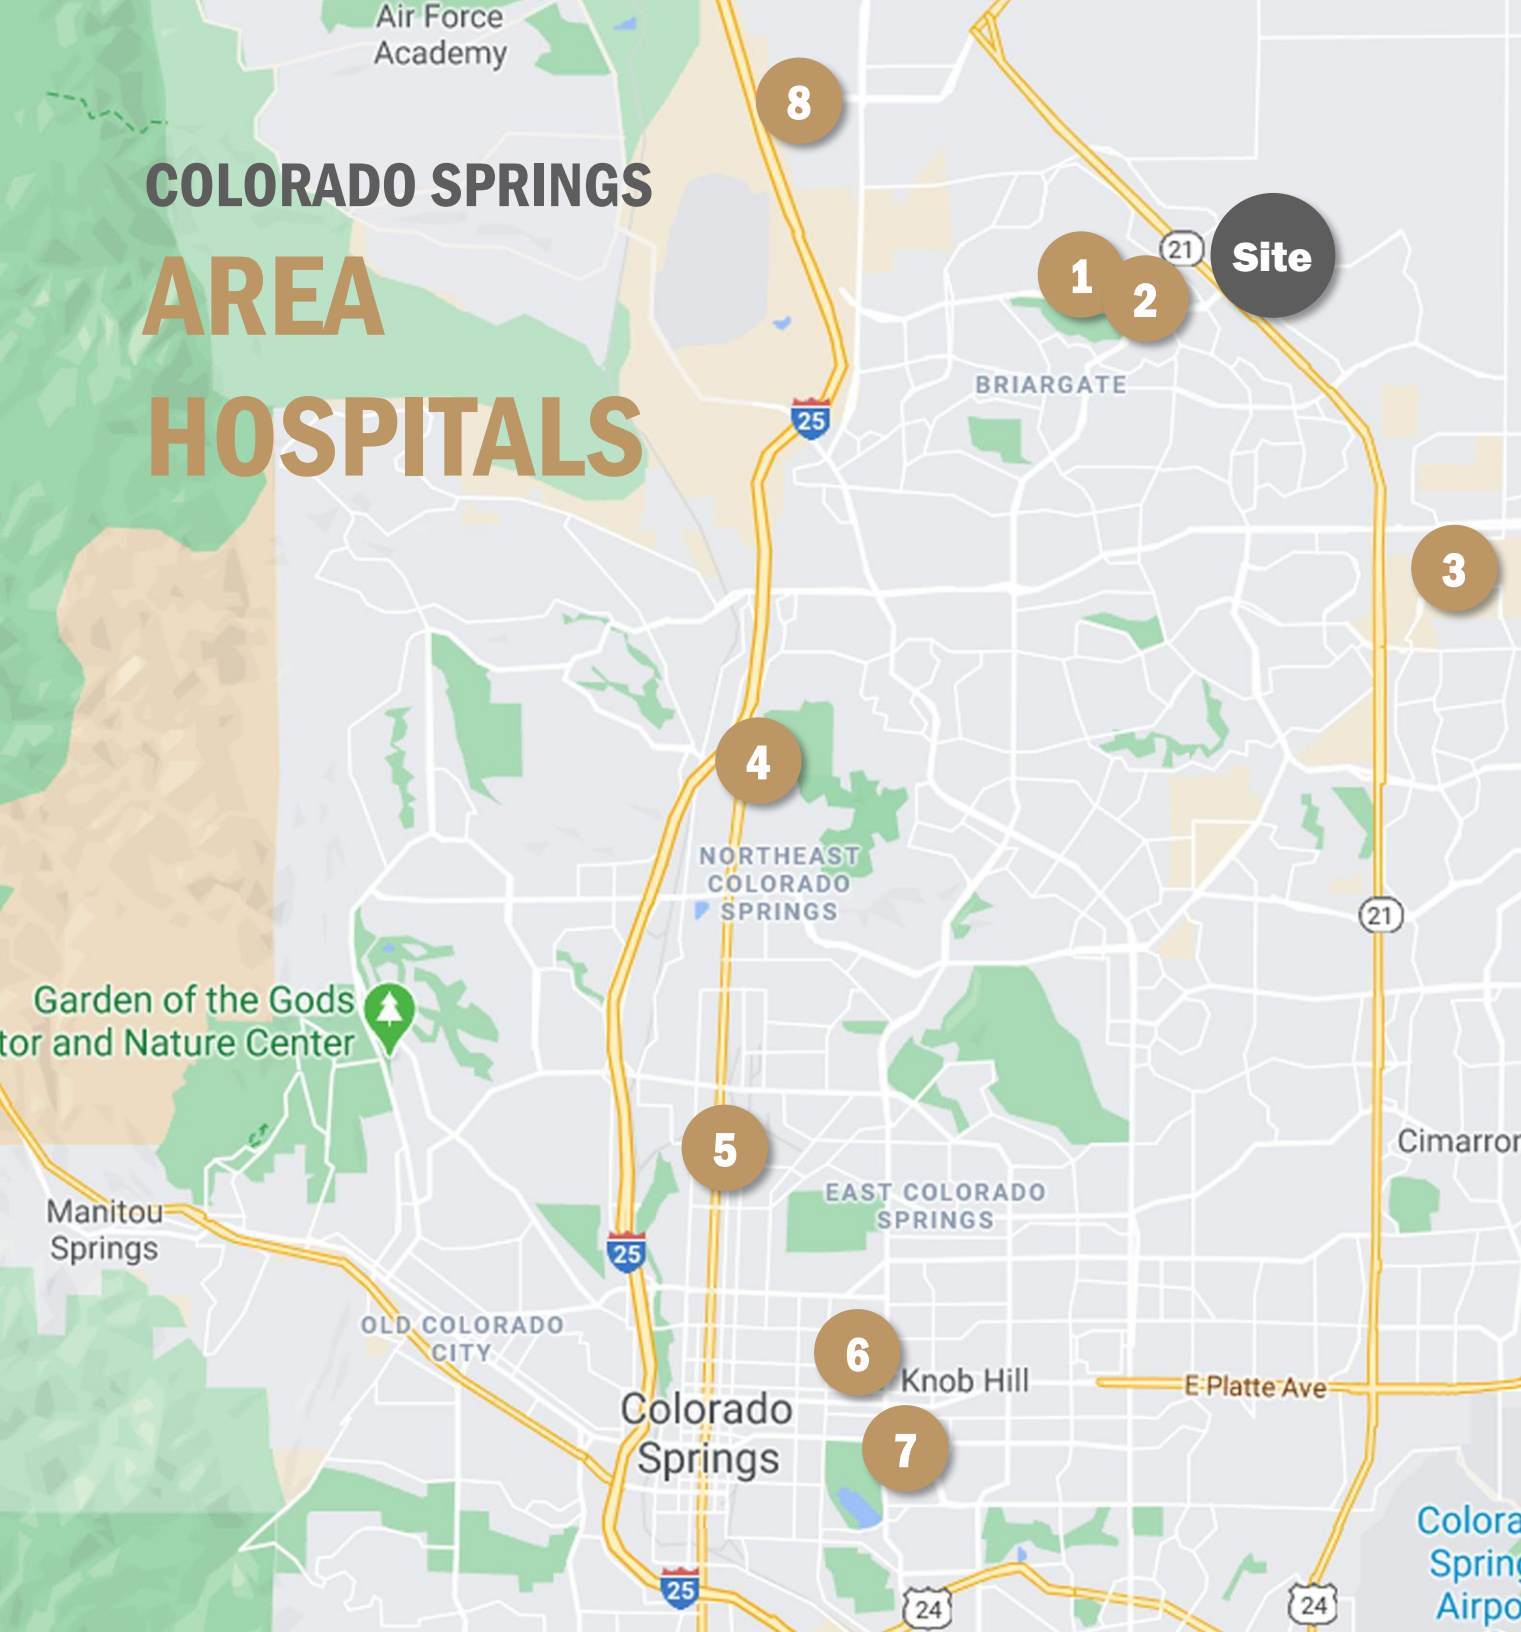 Air Force
Academy
8
COLORADO SPRINGS
AREA
HOSPITALS
21
Site
1
2
BRIARGATE
25
3
4
NORTHEAST
COLORADO
SPRINGS
21
Garden of the Gods
tor and Nature Center
Cimarror
5
EAST COLORADO
SPRINGS
Manitou
Springs
25
OLD COLORADO
CITY
6
Knob Hill
E Platte Ave
Colorado
Springs
7
Colora
Spring
Airpo
25
24
24